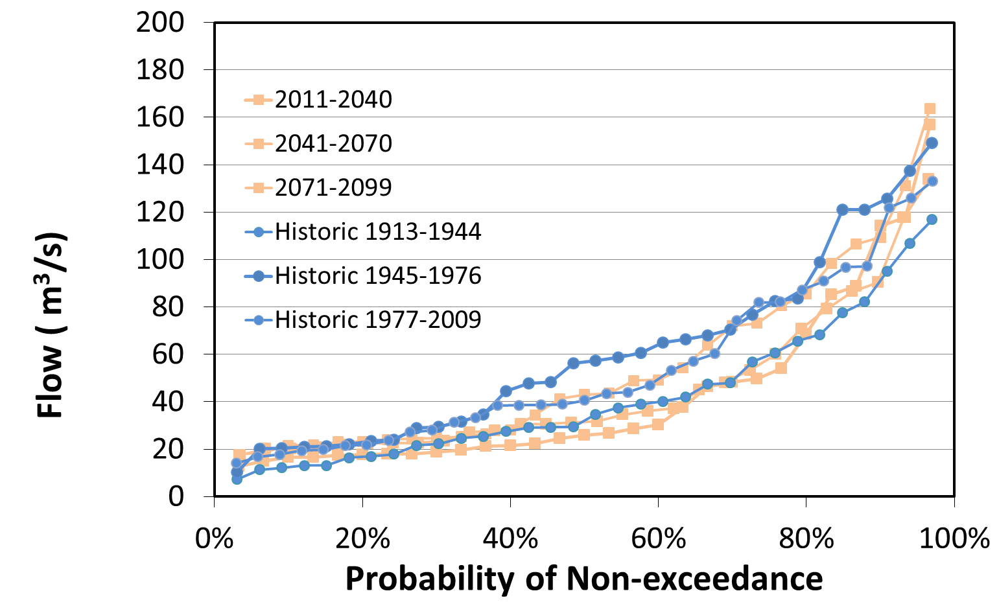 200
180
160
140
120
100
80
60
40
20
0
Flow ( m³/s)
2011-2040
2041-2070
2071-2099
Historic 1913-1944
Historic 1945-1976
Historic 1977-2009
0% 20% 40% 60% 80% 100%
Probability of Non-exceedance